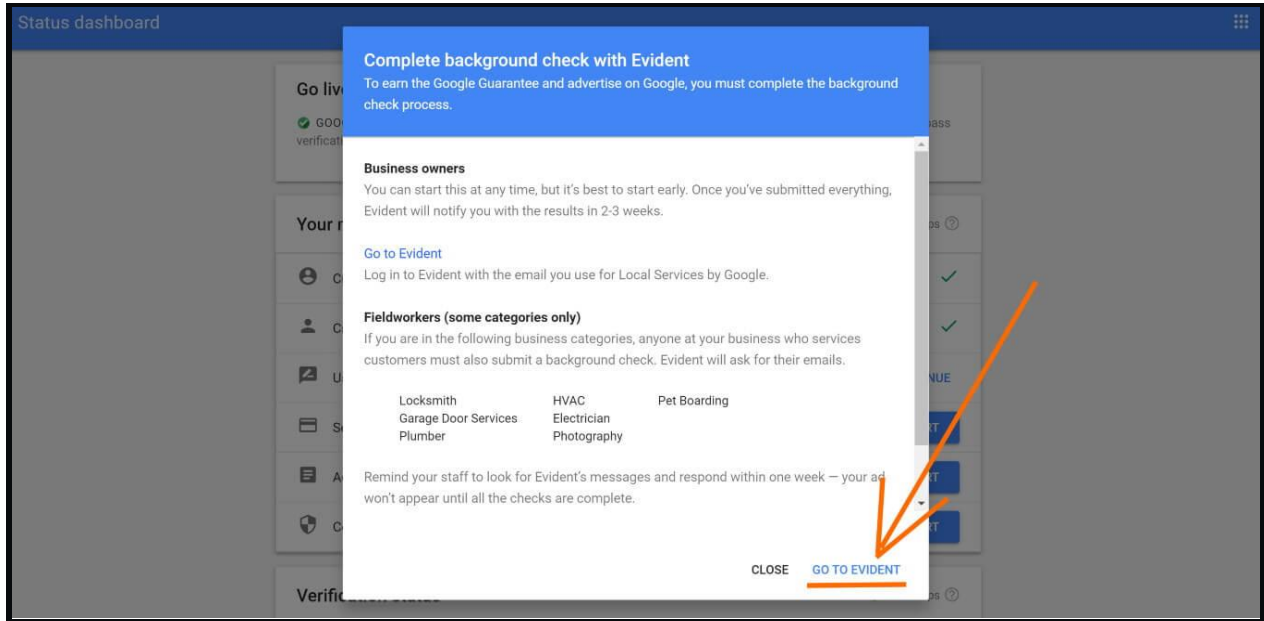 Status dashboard
Complete background check with Evident
To earn the Google Guarantee and advertise on Google, you must complete the background
check process.
Go
GOO
Business owners
You can start this at any time, but it's best to start early. Once you've submitted everything,
Evident will notify you with the results in 2-3 weeks.
Your
Go to Evident
Log in to Evident with the email you use for Local Services by Google.
Fieldworkers (some categories only)
If you are in the following business categories, anyone at your business who services
customers must also submit a background check. Evident will ask for their emails.
Locksmith HVAC Pet Boarding
Garage Door Services Electrician
Plumber Photography
Remind your staff to look for Evident's messages and respond within one week — your ad
won't appear until all the checks are complete.
CLOSE GO TO EVIDENT